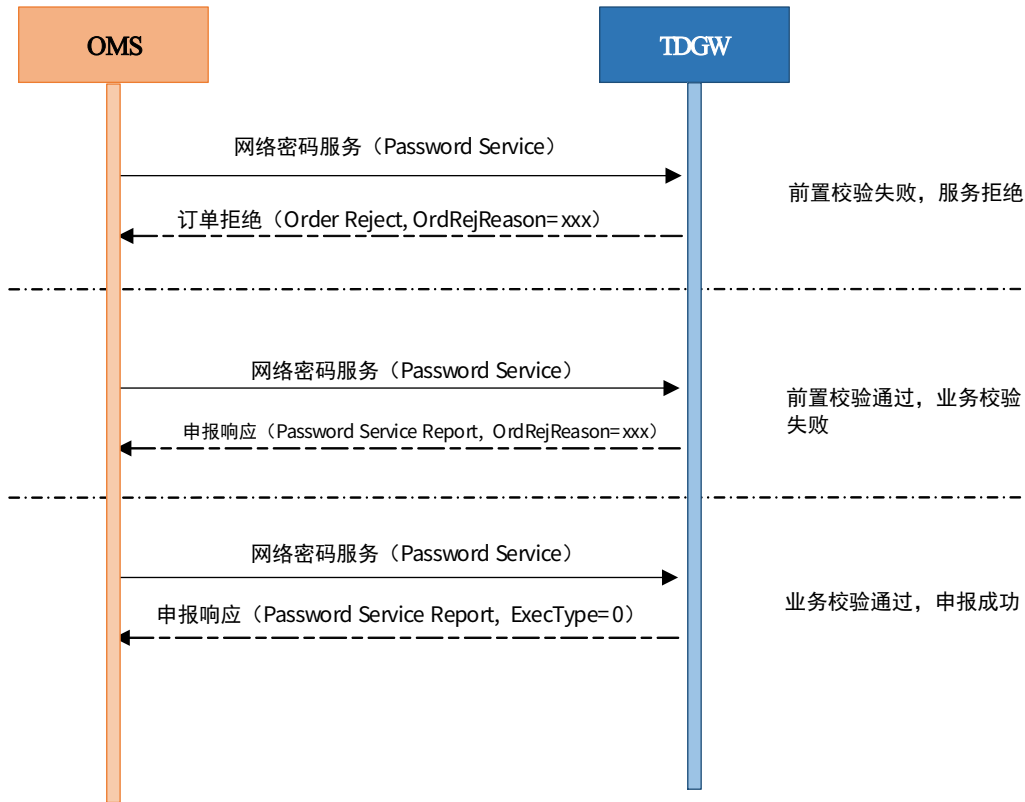 OMS
TDGW
网络密码服务（Password Service）
前置校验失败，服务拒绝
订单拒绝（Order Reject, OrdRejReason=xxx）
网络密码服务（Password Service）
前置校验通过，业务校验
失败
申报响应（Password Service Report, OrdRejReason=xxx）
网络密码服务（Password Service）
业务校验通过，申报成功
申报响应（Password Service Report, ExecType=0）